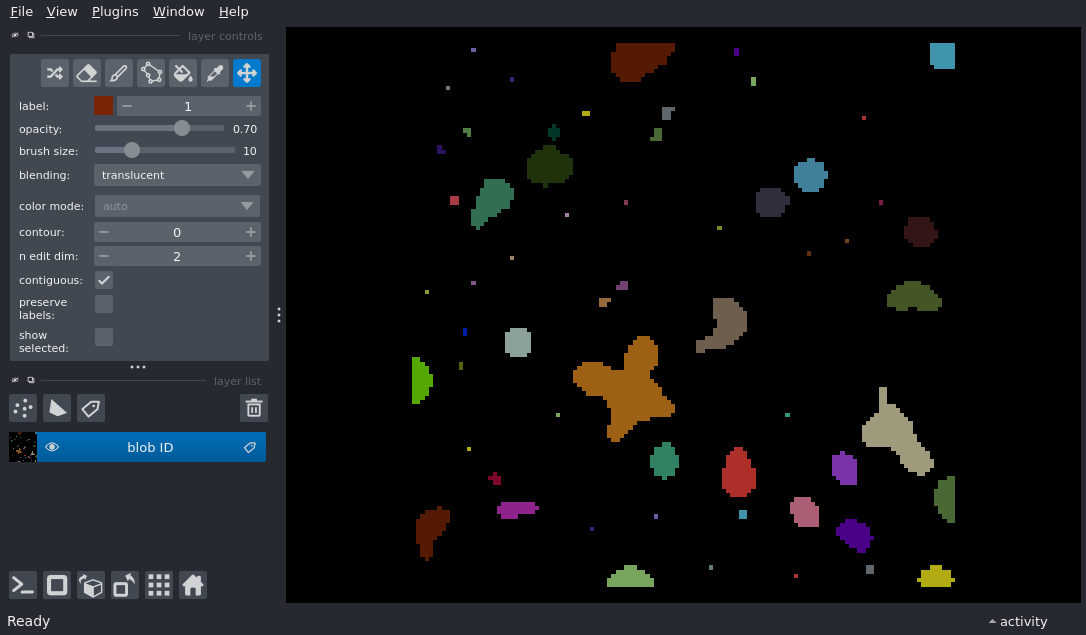 File View Plugins Window Help
layer controls
label: 1
opacity: 0.70
brush size: 10
blending: translucent
color mode: auto
contour: 0
n edit dim: 2
contiguous:
preserve
labels:
show
selected:
layer list
blob ID
Ready activity